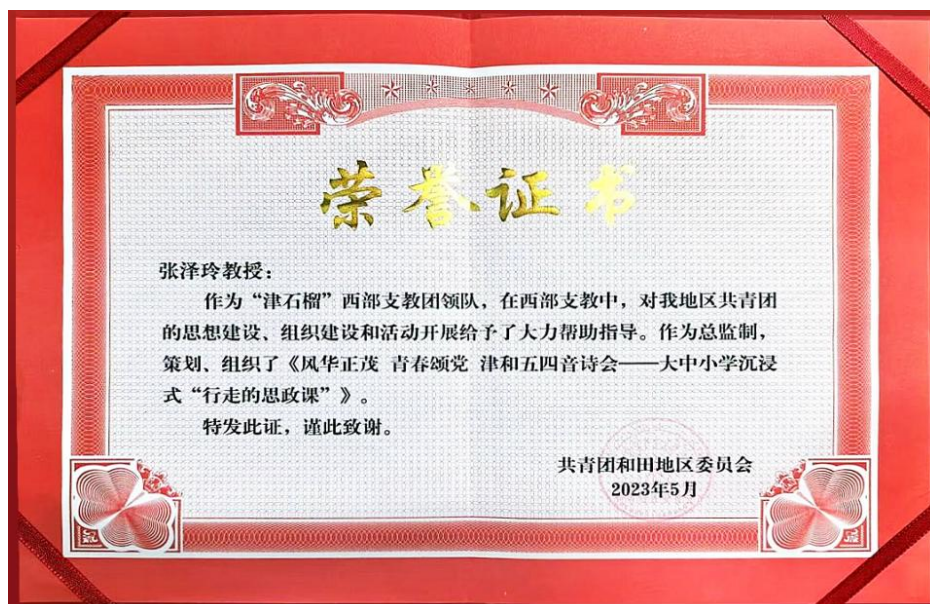 荣誉证书
张泽玲教授：
作为“津石榴”西部支教团领队，在西部支教中，对我地区共青团
的思想建设、组织建设和活动开展给予了大力帮助指导。作为总监制，
策划、组织了《风华正茂 青春颂党 津和五四音诗会——大中小学沉浸
式“行走的思政课”》。
特发此证，谨此致谢。
共青团和田地区委员会
2023年5月